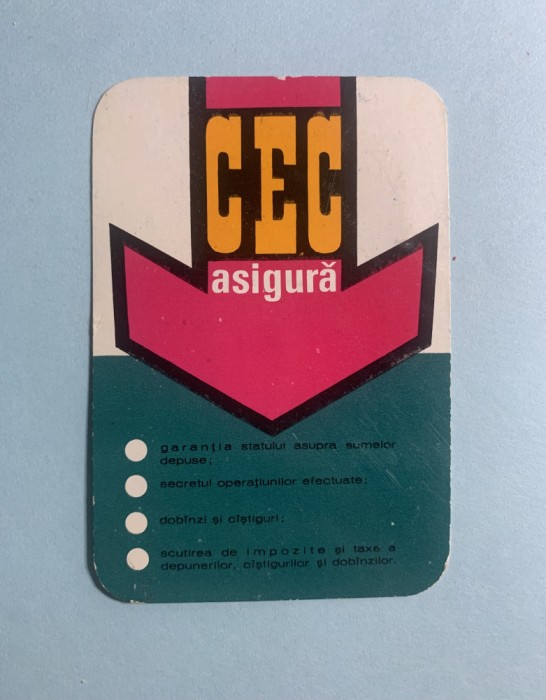 CEC
asigură
garanția statului asupra sumelor
depuse;
secretul operațiunilor efectuate;
dobînzi și cîștiguri;
scutirea de impozite și taxe a
depunerilor, cîștigurilor și dobînzilor.